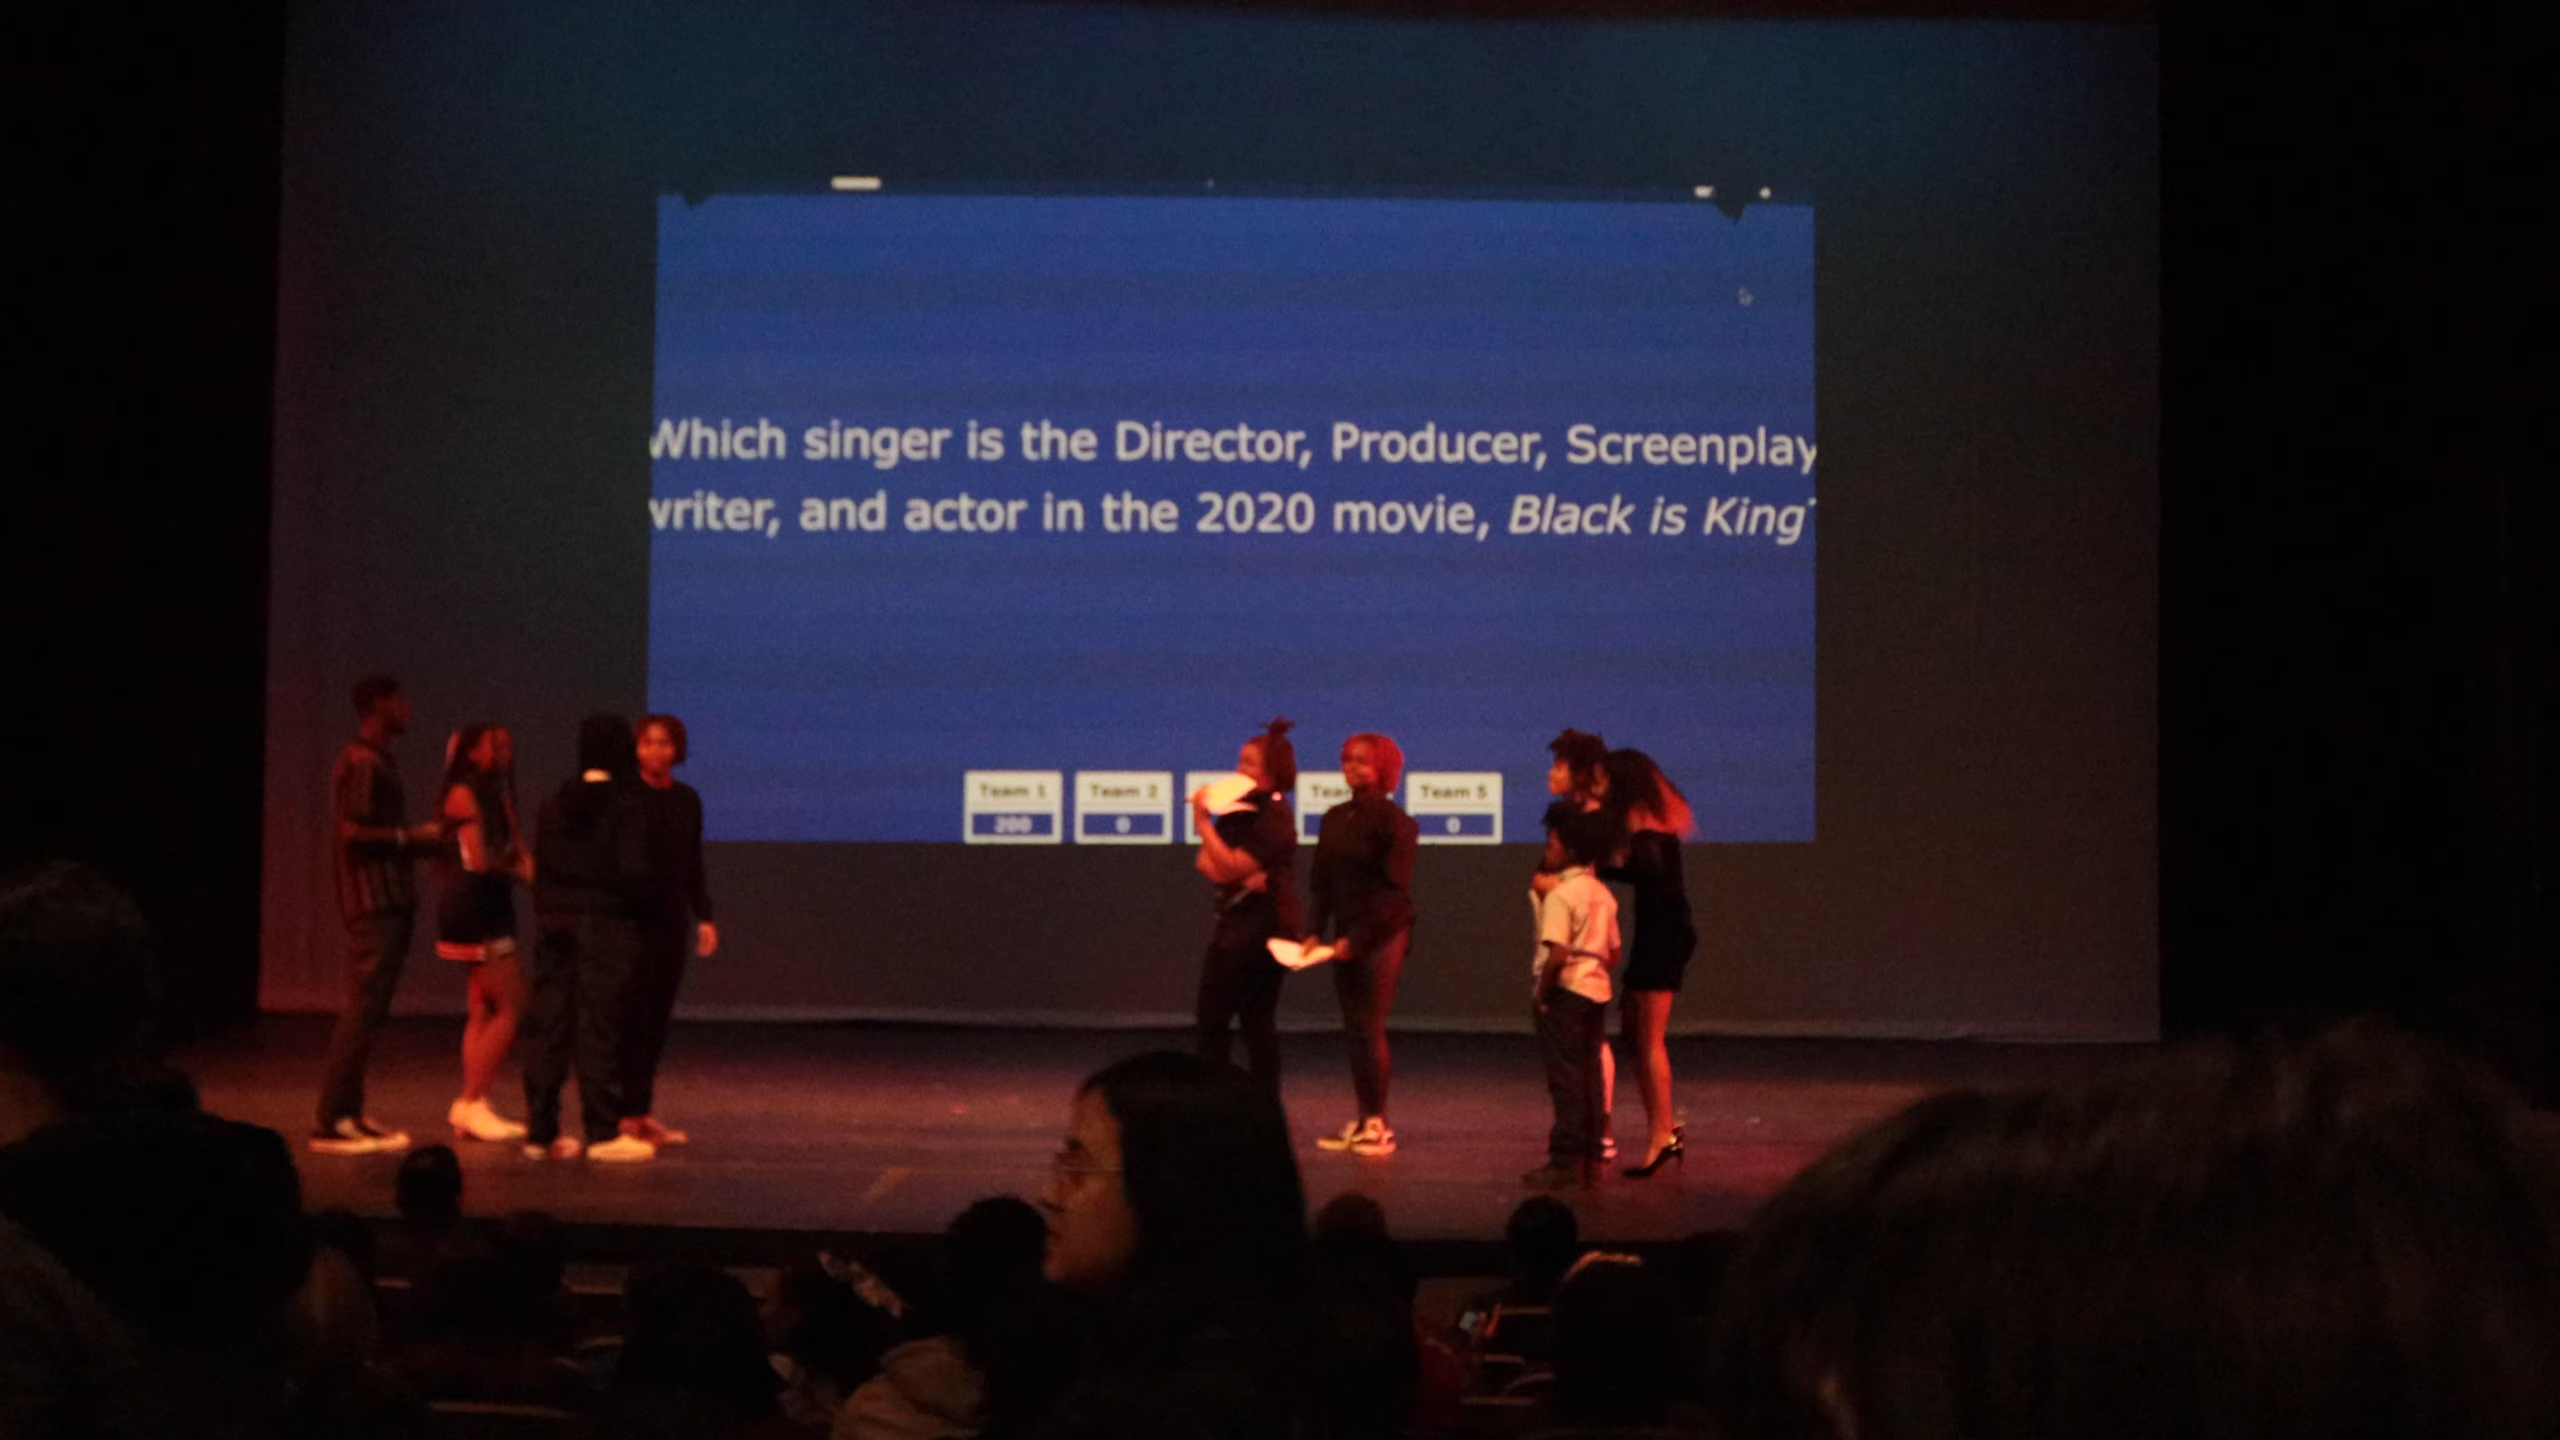 Which singer is the Director, Producer, Screenplay
writer, and actor in the 2020 movie, Black is King?
Team 1
Team 2
Team 5
200
0
0